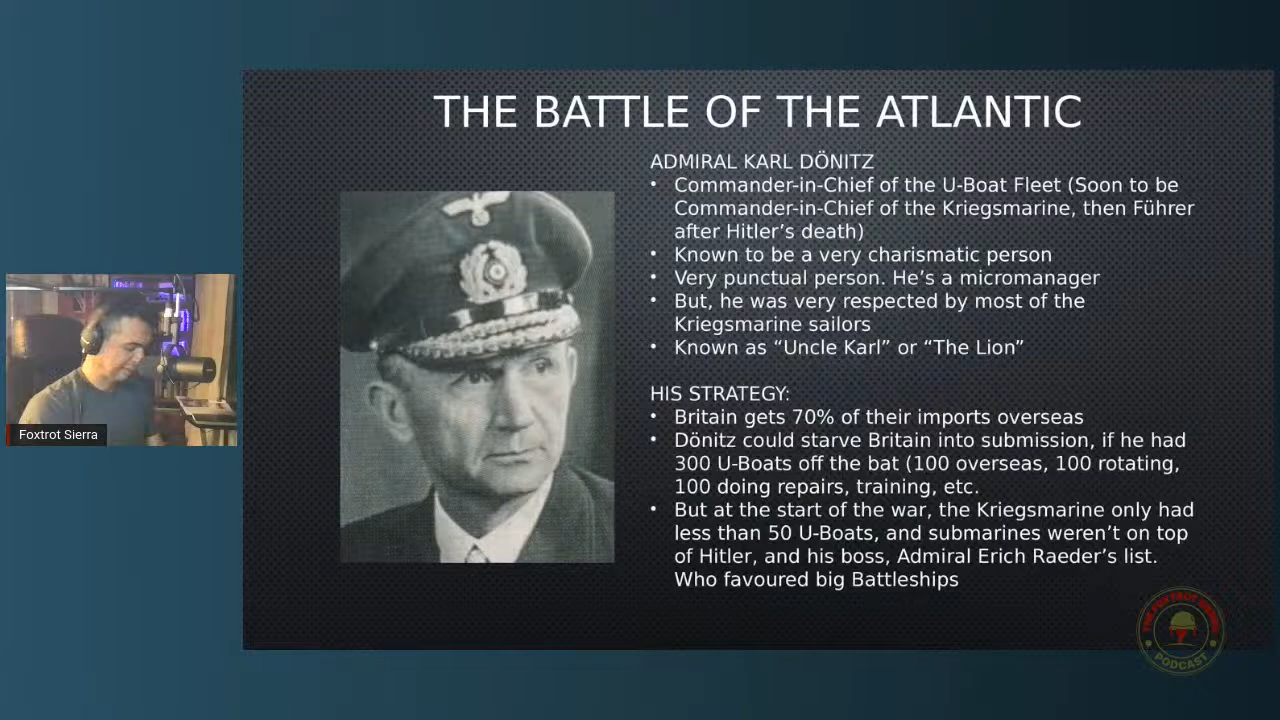 THE BATTLE OF THE ATLANTIC
ADMIRAL KARL DÖNITZ
• Commander-in-Chief of the U-Boat Fleet (Soon to be
Commander-in-Chief of the Kriegsmarine, then Führer
after Hitler’s death)
• Known to be a very charismatic person
• Very punctual person. He’s a micromanager
• But, he was very respected by most of the
Kriegsmarine sailors
• Known as “Uncle Karl” or “The Lion”
HIS STRATEGY:
• Britain gets 70% of their imports overseas
• Dönitz could starve Britain into submission, if he had
300 U-Boats off the bat (100 overseas, 100 rotating,
100 doing repairs, training, etc.
• But at the start of the war, the Kriegsmarine only had
less than 50 U-Boats, and submarines weren’t on top
of Hitler, and his boss, Admiral Erich Raeder’s list.
Who favoured big Battleships
Foxtrot Sierra
THE FOXTROT SIERRA
PODCAST